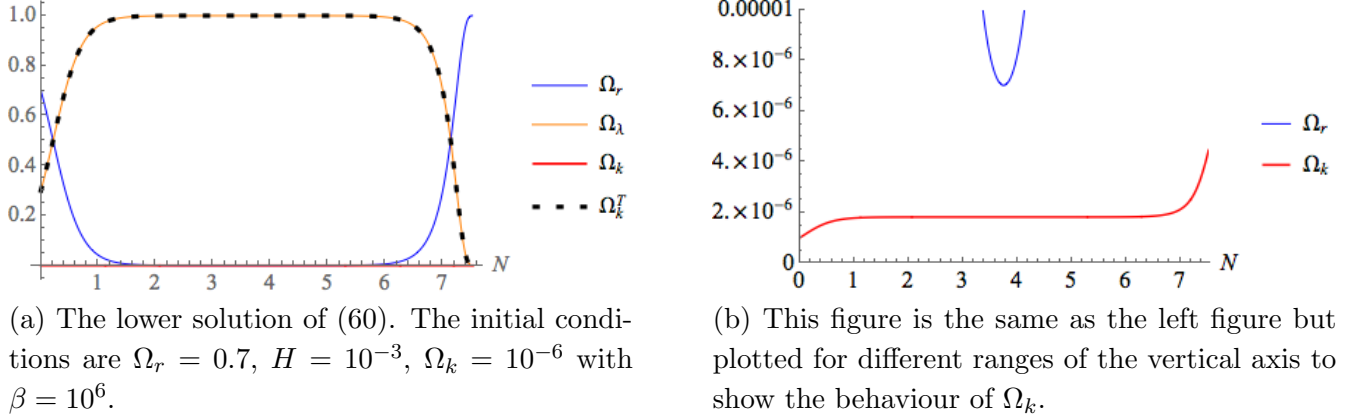 1.0
0.8
0.6
0.4
0.2
1 2 3 4 5 6 7 N
Ω_r
Ω_λ
Ω_k
Ω_k^T
(a) The lower solution of (60). The initial condi-
tions are Ω_r = 0.7, H = 10^{−3}, Ω_k = 10^{−6} with
β = 10^6.
0.00001
8.×10^{-6}
6.×10^{-6}
4.×10^{-6}
2.×10^{-6}
0
0 1 2 3 4 5 6 7 N
Ω_r
Ω_k
(b) This figure is the same as the left figure but
plotted for different ranges of the vertical axis to
show the behaviour of Ω_k.